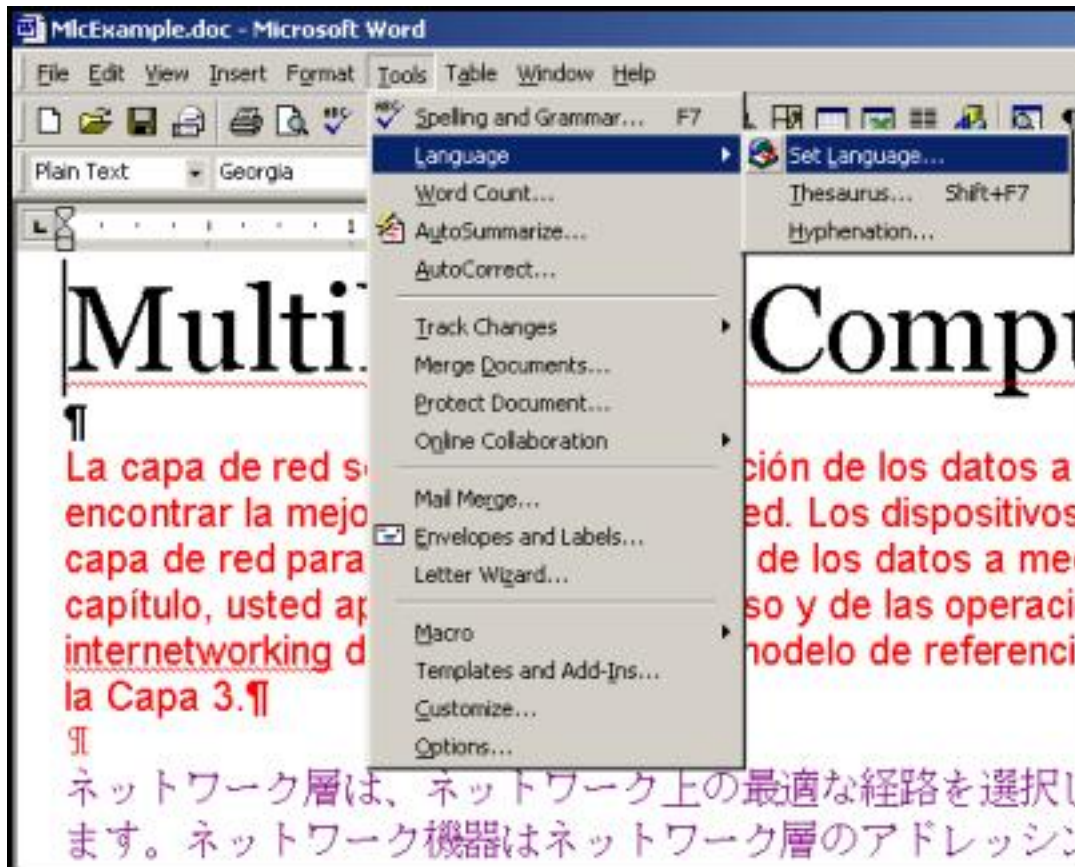 MlcExample.doc - Microsoft Word
File Edit View Insert Format Tools Table Window Help
Plain Text Georgia
Spelling and Grammar... F7
Language
Word Count...
AutoSummarize...
AutoCorrect...
Track Changes
Merge Documents...
Protect Document...
Online Collaboration
Mail Merge...
Envelopes and Labels...
Letter Wizard...
Macro
Templates and Add-Ins...
Customize...
Options...
Set Language...
Thesaurus... Shift+F7
Hyphenation...
Multi Comp
¶
La capa de red s ción de los datos a
encontrar la mejo ed. Los dispositivos
capa de red para de los datos a me
capítulo, usted ap so y de las operaci
internetworking d modelo de referenci
la Capa 3.¶
¶
ネットワーク層は、ネットワーク上の最適な経路を選択し
ます。ネットワーク機器はネットワーク層のアドレッシン